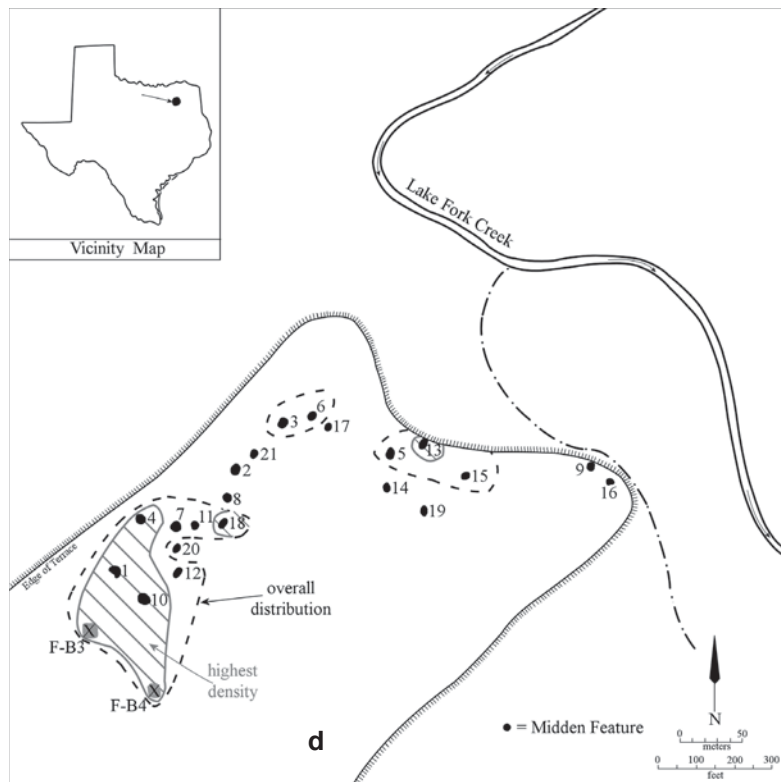 Vicinity Map
Lake Fork Creek
6
3
17
21
2
13
5
15
14
19
9
16
8
4
7
11
18
20
12
1
10
Edge of Terrace
overall
distribution
F-B3
highest
density
F-B4
d
● = Midden Feature
N
0 50
meters
0 100 200 300
feet
X
X